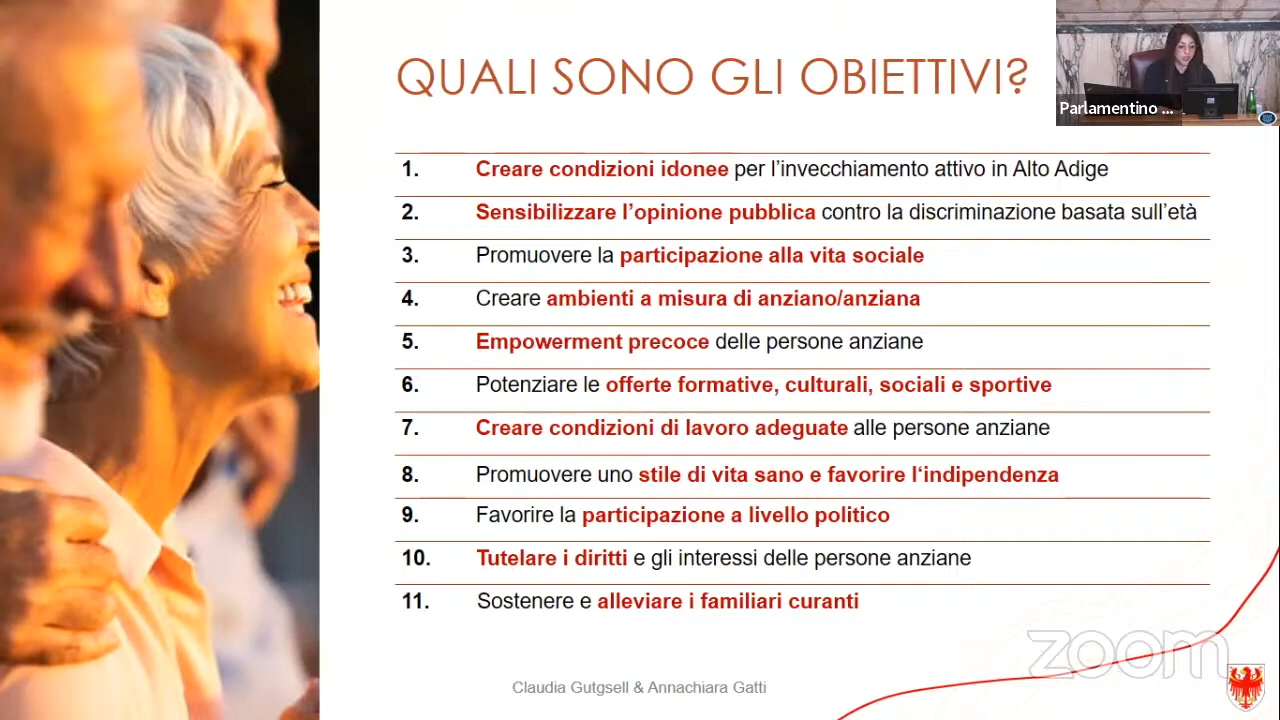 QUALI SONO GLI OBIETTIVI?
Parlamentino ...
1. Creare condizioni idonee per l’invecchiamento attivo in Alto Adige
2. Sensibilizzare l’opinione pubblica contro la discriminazione basata sull’età
3. Promuovere la participazione alla vita sociale
4. Creare ambienti a misura di anziano/anziana
5. Empowerment precoce delle persone anziane
6. Potenziare le offerte formative, culturali, sociali e sportive
7. Creare condizioni di lavoro adeguate alle persone anziane
8. Promuovere uno stile di vita sano e favorire l‘indipendenza
9. Favorire la participazione a livello politico
10. Tutelare i diritti e gli interessi delle persone anziane
11. Sostenere e alleviare i familiari curanti
zoom
Claudia Gutgsell & Annachiara Gatti